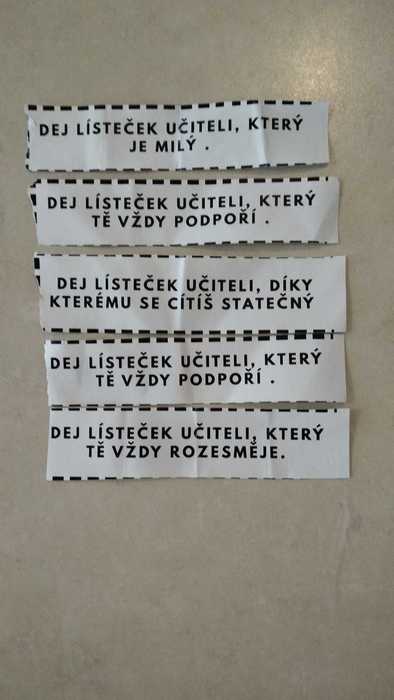 DEJ LÍSTEČEK UČITELI, KTERÝ
JE MILÝ .
DEJ LÍSTEČEK UČITELI, KTERÝ
TĚ VŽDY PODPOŘÍ .
DEJ LÍSTEČEK UČITELI, DÍKY
KTERÉMU SE CÍTÍŠ STATEČNÝ
DEJ LÍSTEČEK UČITELI, KTERÝ
TĚ VŽDY PODPOŘÍ .
DEJ LÍSTEČEK UČITELI, KTERÝ
TĚ VŽDY ROZESMĚJE.